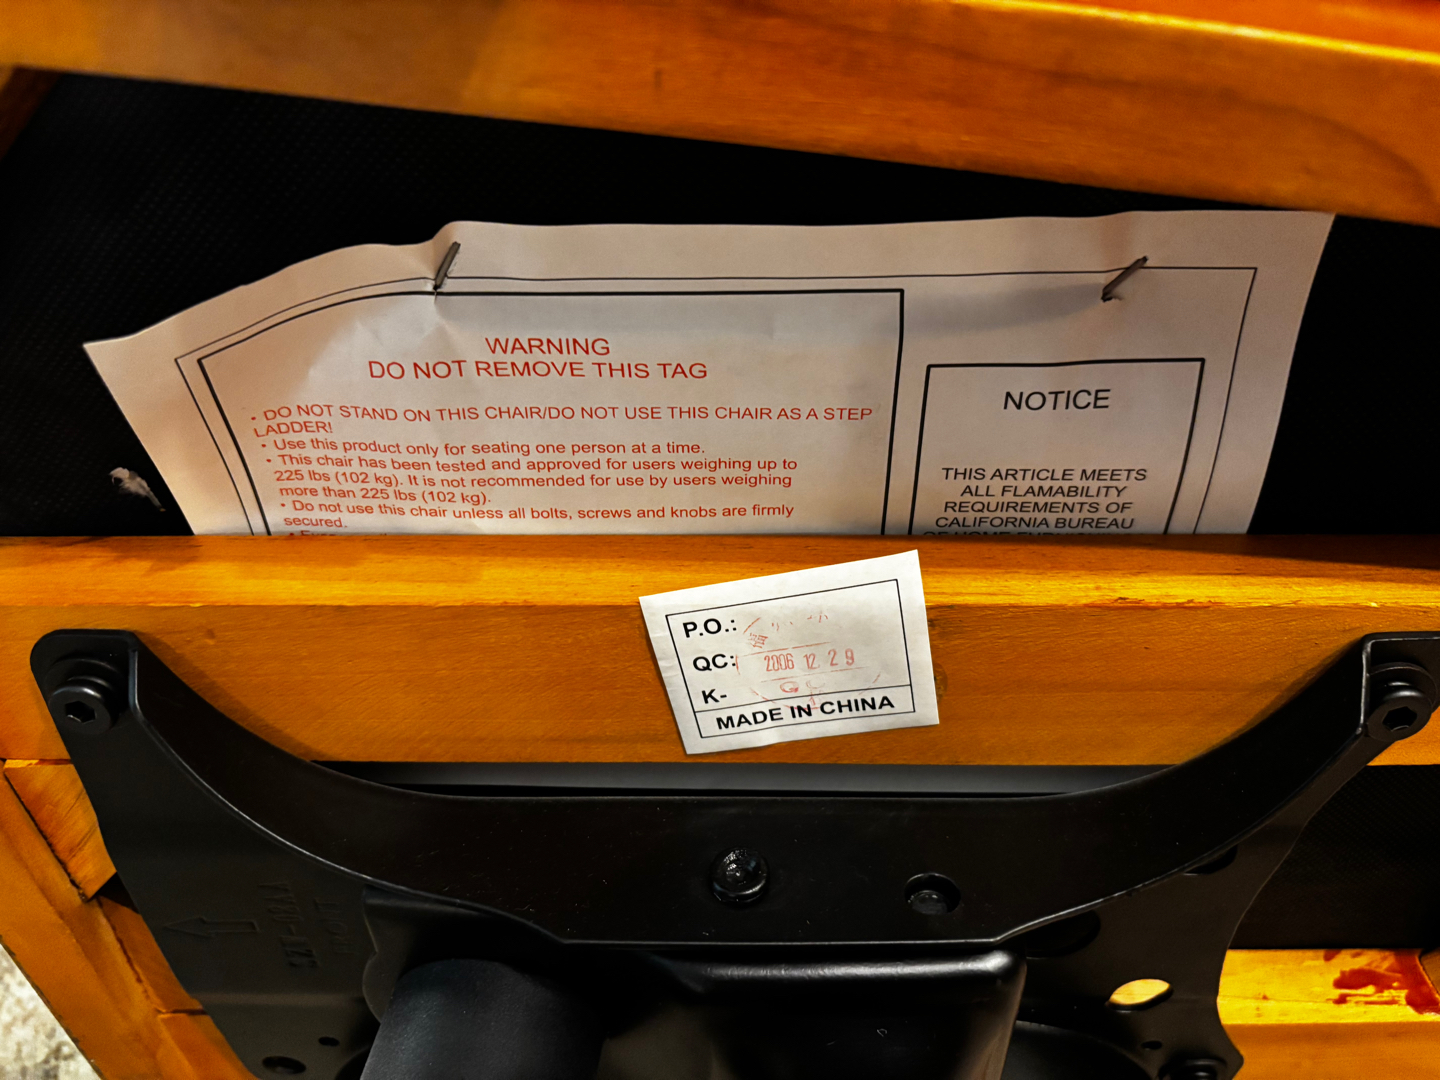 WARNING
DO NOT REMOVE THIS TAG
• DO NOT STAND ON THIS CHAIR/DO NOT USE THIS CHAIR AS A STEP
LADDER!
• Use this product only for seating one person at a time.
• This chair has been tested and approved for users weighing up to
225 lbs (102 kg). It is not recommended for use by users weighing
more than 225 lbs (102 kg).
• Do not use this chair unless all bolts, screws and knobs are firmly
secured.
NOTICE
THIS ARTICLE MEETS
ALL FLAMABILITY
REQUIREMENTS OF
CALIFORNIA BUREAU
P.O.:
QC: 2006 12 29
K-
MADE IN CHINA